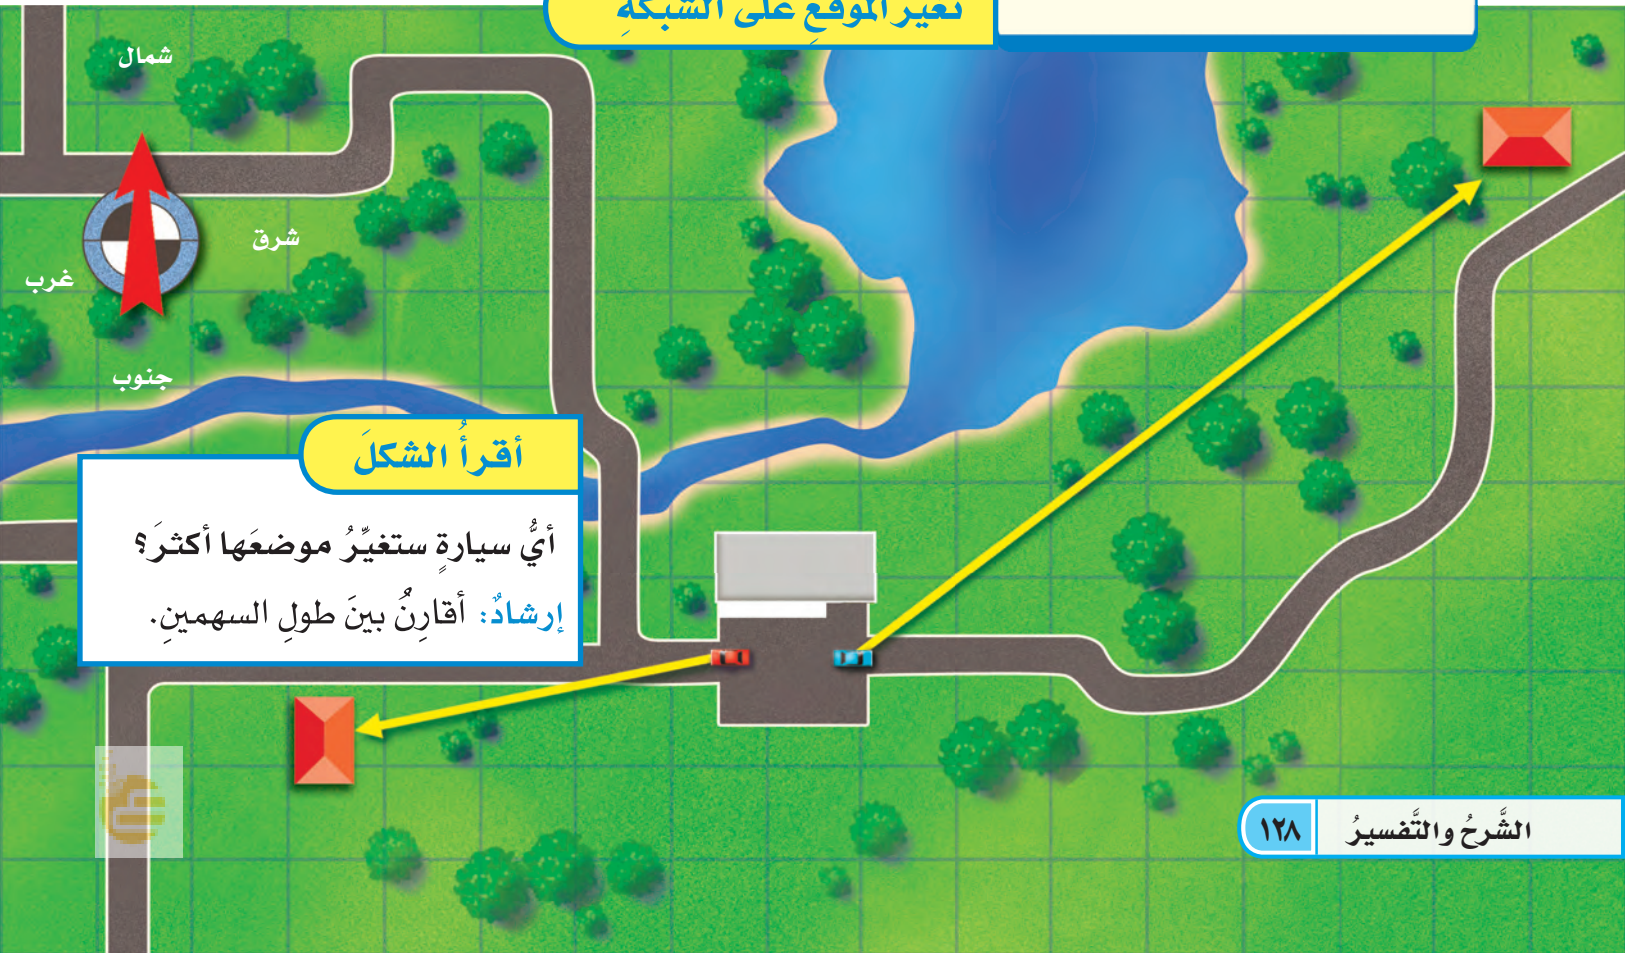 تغير الموقعِ على الشبكةِ
شمال
شرق
غرب
جنوب
أقرأُ الشكلَ
أيُّ سيارةٍ ستغيِّرُ موضعَها أكثرَ؟
إرشادٌ: أقارِنُ بينَ طولِ السهمينِ.
الشَّرحُ والتَّفسيرُ ١٢٨